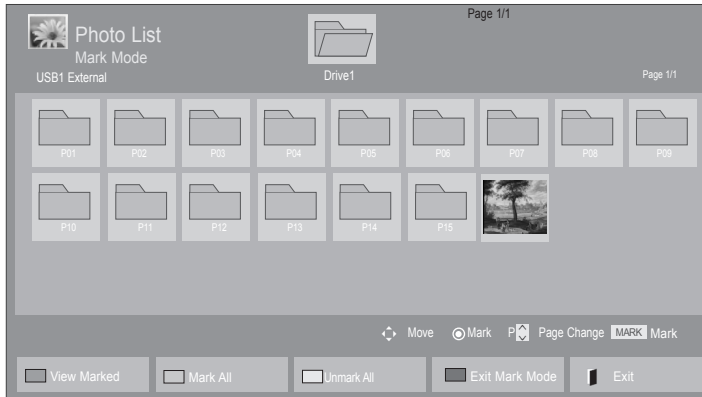 Page 1/1
Photo List
Mark Mode
USB1 External
Drive1
Page 1/1
P01 P02 P03 P04 P05 P06 P07 P08 P09
P10 P11 P12 P13 P14 P15
Move Mark P Page Change MARK Mark
View Marked Mark All Unmark All Exit Mark Mode Exit